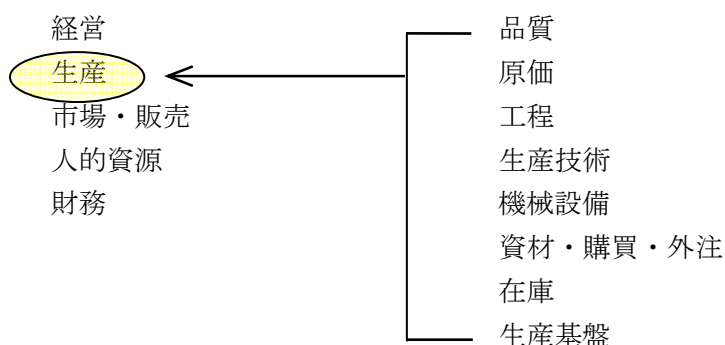 経営
生産
市場・販売
人的資源
財務
品質
原価
工程
生産技術
機械設備
資材・購買・外注
在庫
生産基盤